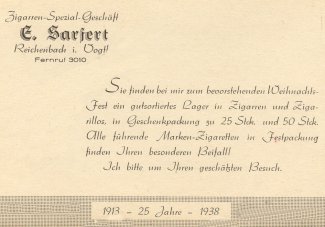 Zigarren-Spezial-Geschäft
E. Sarfert
Reichenbach i. Vogtl
Fernruf 3010
Sie finden bei mir zum bevorstehenden Weihnachts-
Fest ein gutsortiertes Lager in Zigarren und Ziga-
rillos, in Geschenkpackung zu 25 Stck. und 50 Stck.
Alle führende Marken-Zigaretten in Festpackung
finden Ihren besonderen Beifall!
Ich bitte um Ihren geschätzten Besuch.
1913 - 25 Jahre - 1938